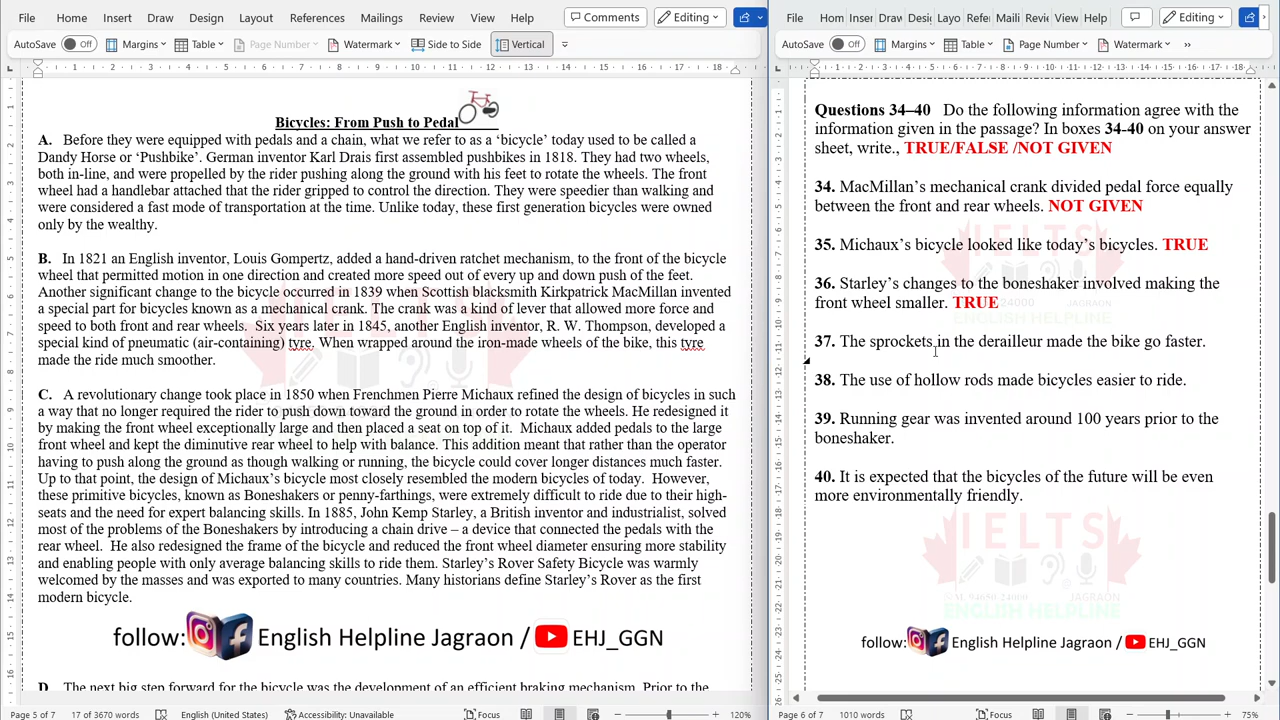 File Home Insert Draw Design Layout References Mailings Review View Help Comments Editing
AutoSave Off Margins Table Page Number Watermark Side to Side Vertical
Bicycles: From Push to Pedal
A. Before they were equipped with pedals and a chain, what we refer to as a ‘bicycle’ today used to be called a
Dandy Horse or ‘Pushbike’. German inventor Karl Drais first assembled pushbikes in 1818. They had two wheels,
both in-line, and were propelled by the rider pushing along the ground with his feet to rotate the wheels. The front
wheel had a handlebar attached that the rider gripped to control the direction. They were speedier than walking and
were considered a fast mode of transportation at the time. Unlike today, these first generation bicycles were owned
only by the wealthy.
B. In 1821 an English inventor, Louis Gompertz, added a hand-driven ratchet mechanism, to the front of the bicycle
wheel that permitted motion in one direction and created more speed out of every up and down push of the feet.
Another significant change to the bicycle occurred in 1839 when Scottish blacksmith Kirkpatrick MacMillan invented
a special part for bicycles known as a mechanical crank. The crank was a kind of lever that allowed more force and
speed to both front and rear wheels. Six years later in 1845, another English inventor, R. W. Thompson, developed a
special kind of pneumatic (air-containing) tyre. When wrapped around the iron-made wheels of the bike, this tyre
made the ride much smoother.
C. A revolutionary change took place in 1850 when Frenchmen Pierre Michaux refined the design of bicycles in such
a way that no longer required the rider to push down toward the ground in order to rotate the wheels. He redesigned it
by making the front wheel exceptionally large and then placed a seat on top of it. Michaux added pedals to the large
front wheel and kept the diminutive rear wheel to help with balance. This addition meant that rather than the operator
having to push along the ground as though walking or running, the bicycle could cover longer distances much faster.
Up to that point, the design of Michaux’s bicycle most closely resembled the modern bicycles of today. However,
these primitive bicycles, known as Boneshakers or penny-farthings, were extremely difficult to ride due to their high-
seats and the need for expert balancing skills. In 1885, John Kemp Starley, a British inventor and industrialist, solved
most of the problems of the Boneshakers by introducing a chain drive – a device that connected the pedals with the
rear wheel. He also redesigned the frame of the bicycle and reduced the front wheel diameter ensuring more stability
and enabling people with only average balancing skills to ride them. Starley’s Rover Safety Bicycle was warmly
welcomed by the masses and was exported to many countries. Many historians define Starley’s Rover as the first
modern bicycle.
follow: English Helpline Jagraon / EHJ_GGN
D. The next big step forward for the bicycle was the development of an efficient braking mechanism. Prior to the
Page 5 of 7 17 of 3670 words English (United States) Accessibility: Unavailable Focus 120%
File Hom Inser Draw Desig Layo Refer Maili Revie View Help Editing
AutoSave Off Margins Table Page Number Watermark
Questions 34–40 Do the following information agree with the
information given in the passage? In boxes 34-40 on your answer
sheet, write., TRUE/FALSE /NOT GIVEN
34. MacMillan’s mechanical crank divided pedal force equally
between the front and rear wheels. NOT GIVEN
35. Michaux’s bicycle looked like today’s bicycles. TRUE
36. Starley’s changes to the boneshaker involved making the
front wheel smaller. TRUE
37. The sprockets in the derailleur made the bike go faster.
38. The use of hollow rods made bicycles easier to ride.
39. Running gear was invented around 100 years prior to the
boneshaker.
40. It is expected that the bicycles of the future will be even
more environmentally friendly.
IELTS
JAGRAON
ENGLISH HELPLINE
follow: English Helpline Jagraon / EHJ_GGN
Page 6 of 7 1010 words Focus 75%